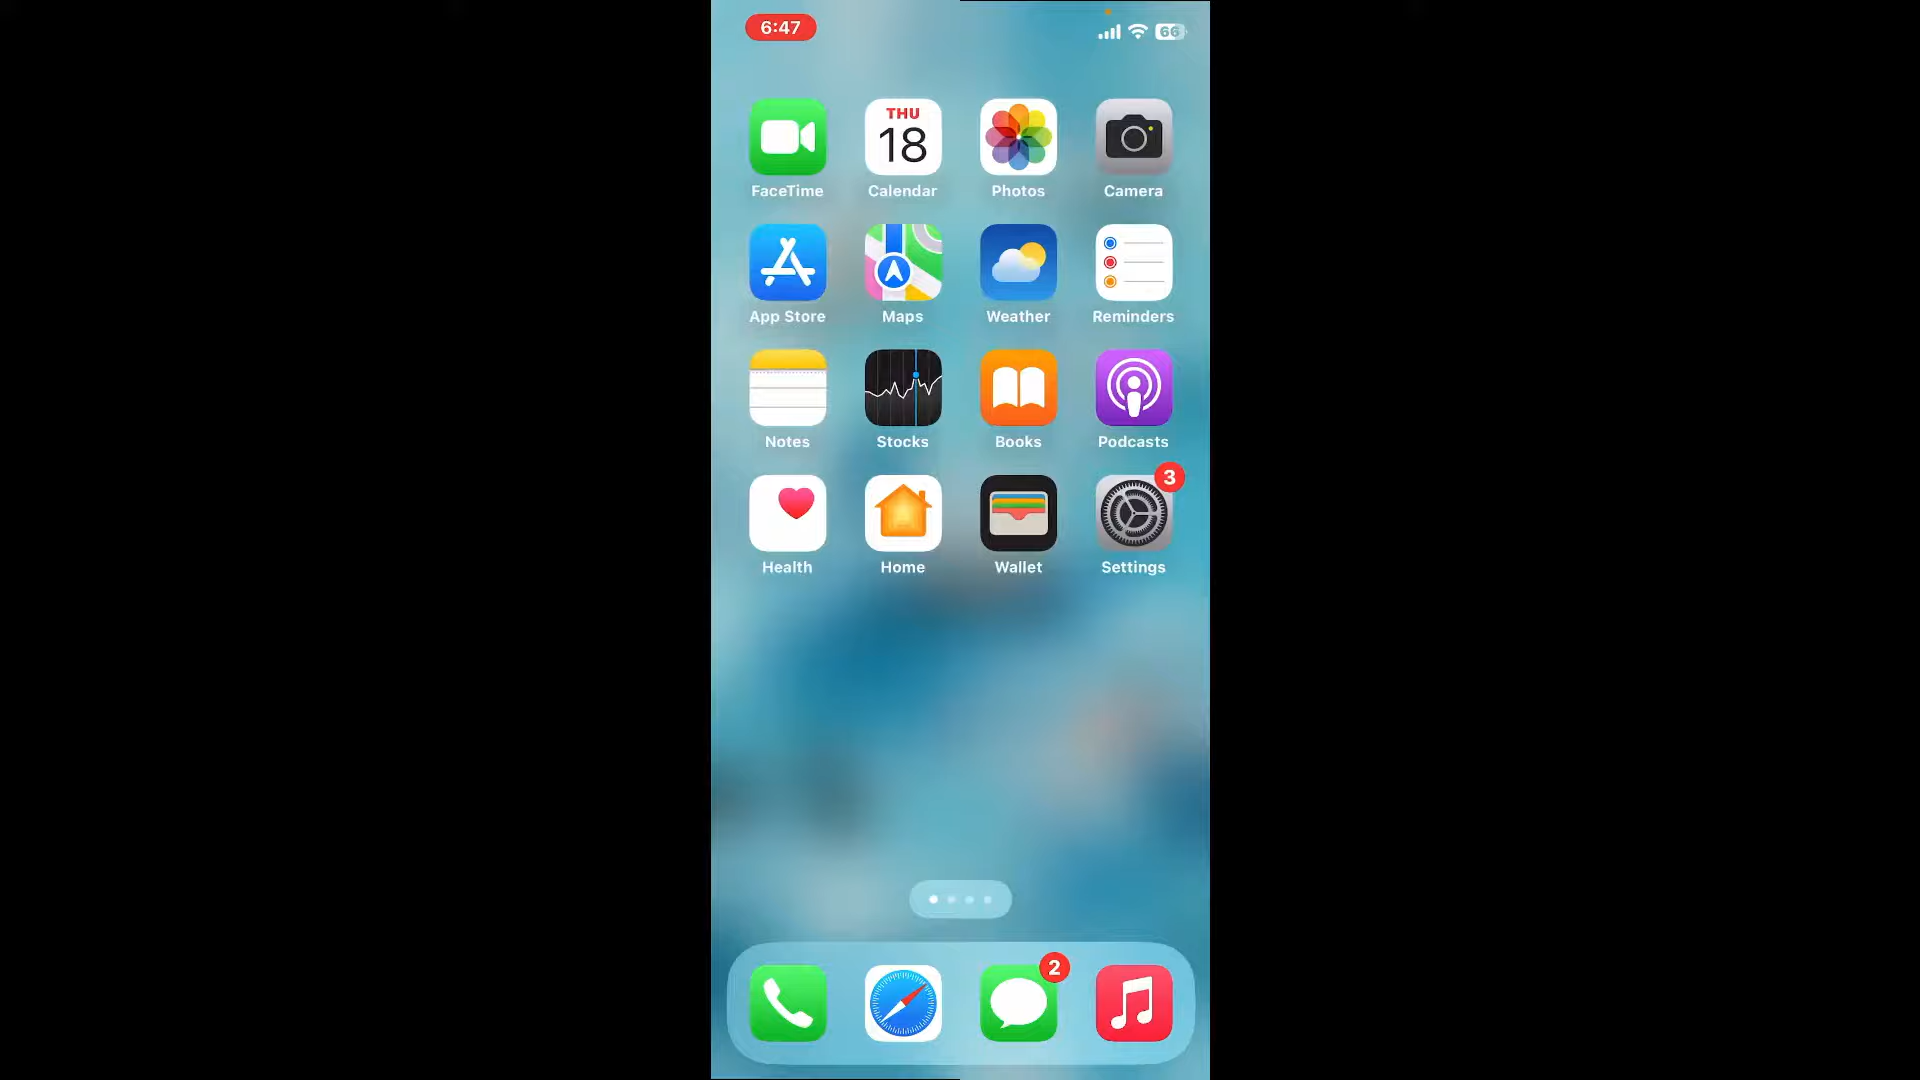 6:47 66
THU
18
FaceTime Calendar Photos Camera
App Store Maps Weather Reminders
Notes Stocks Books Podcasts
3
Health Home Wallet Settings
2